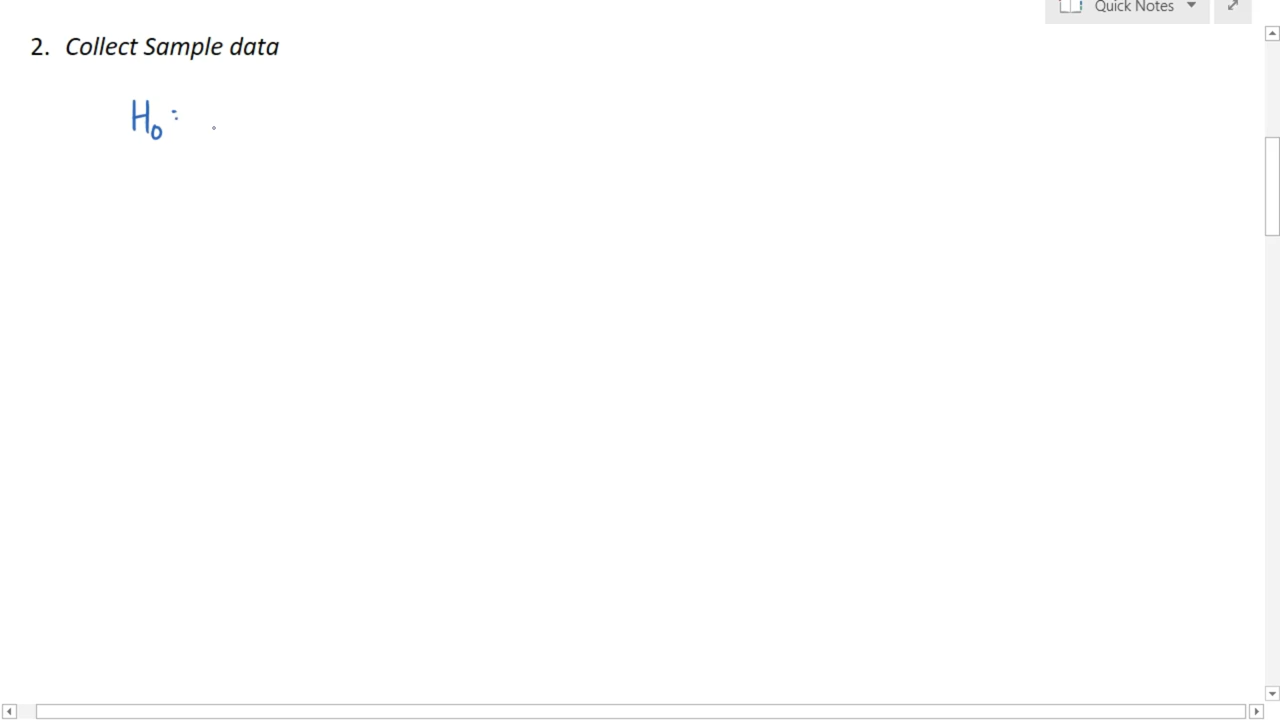 Quick Notes
2. Collect Sample data
H₀ :